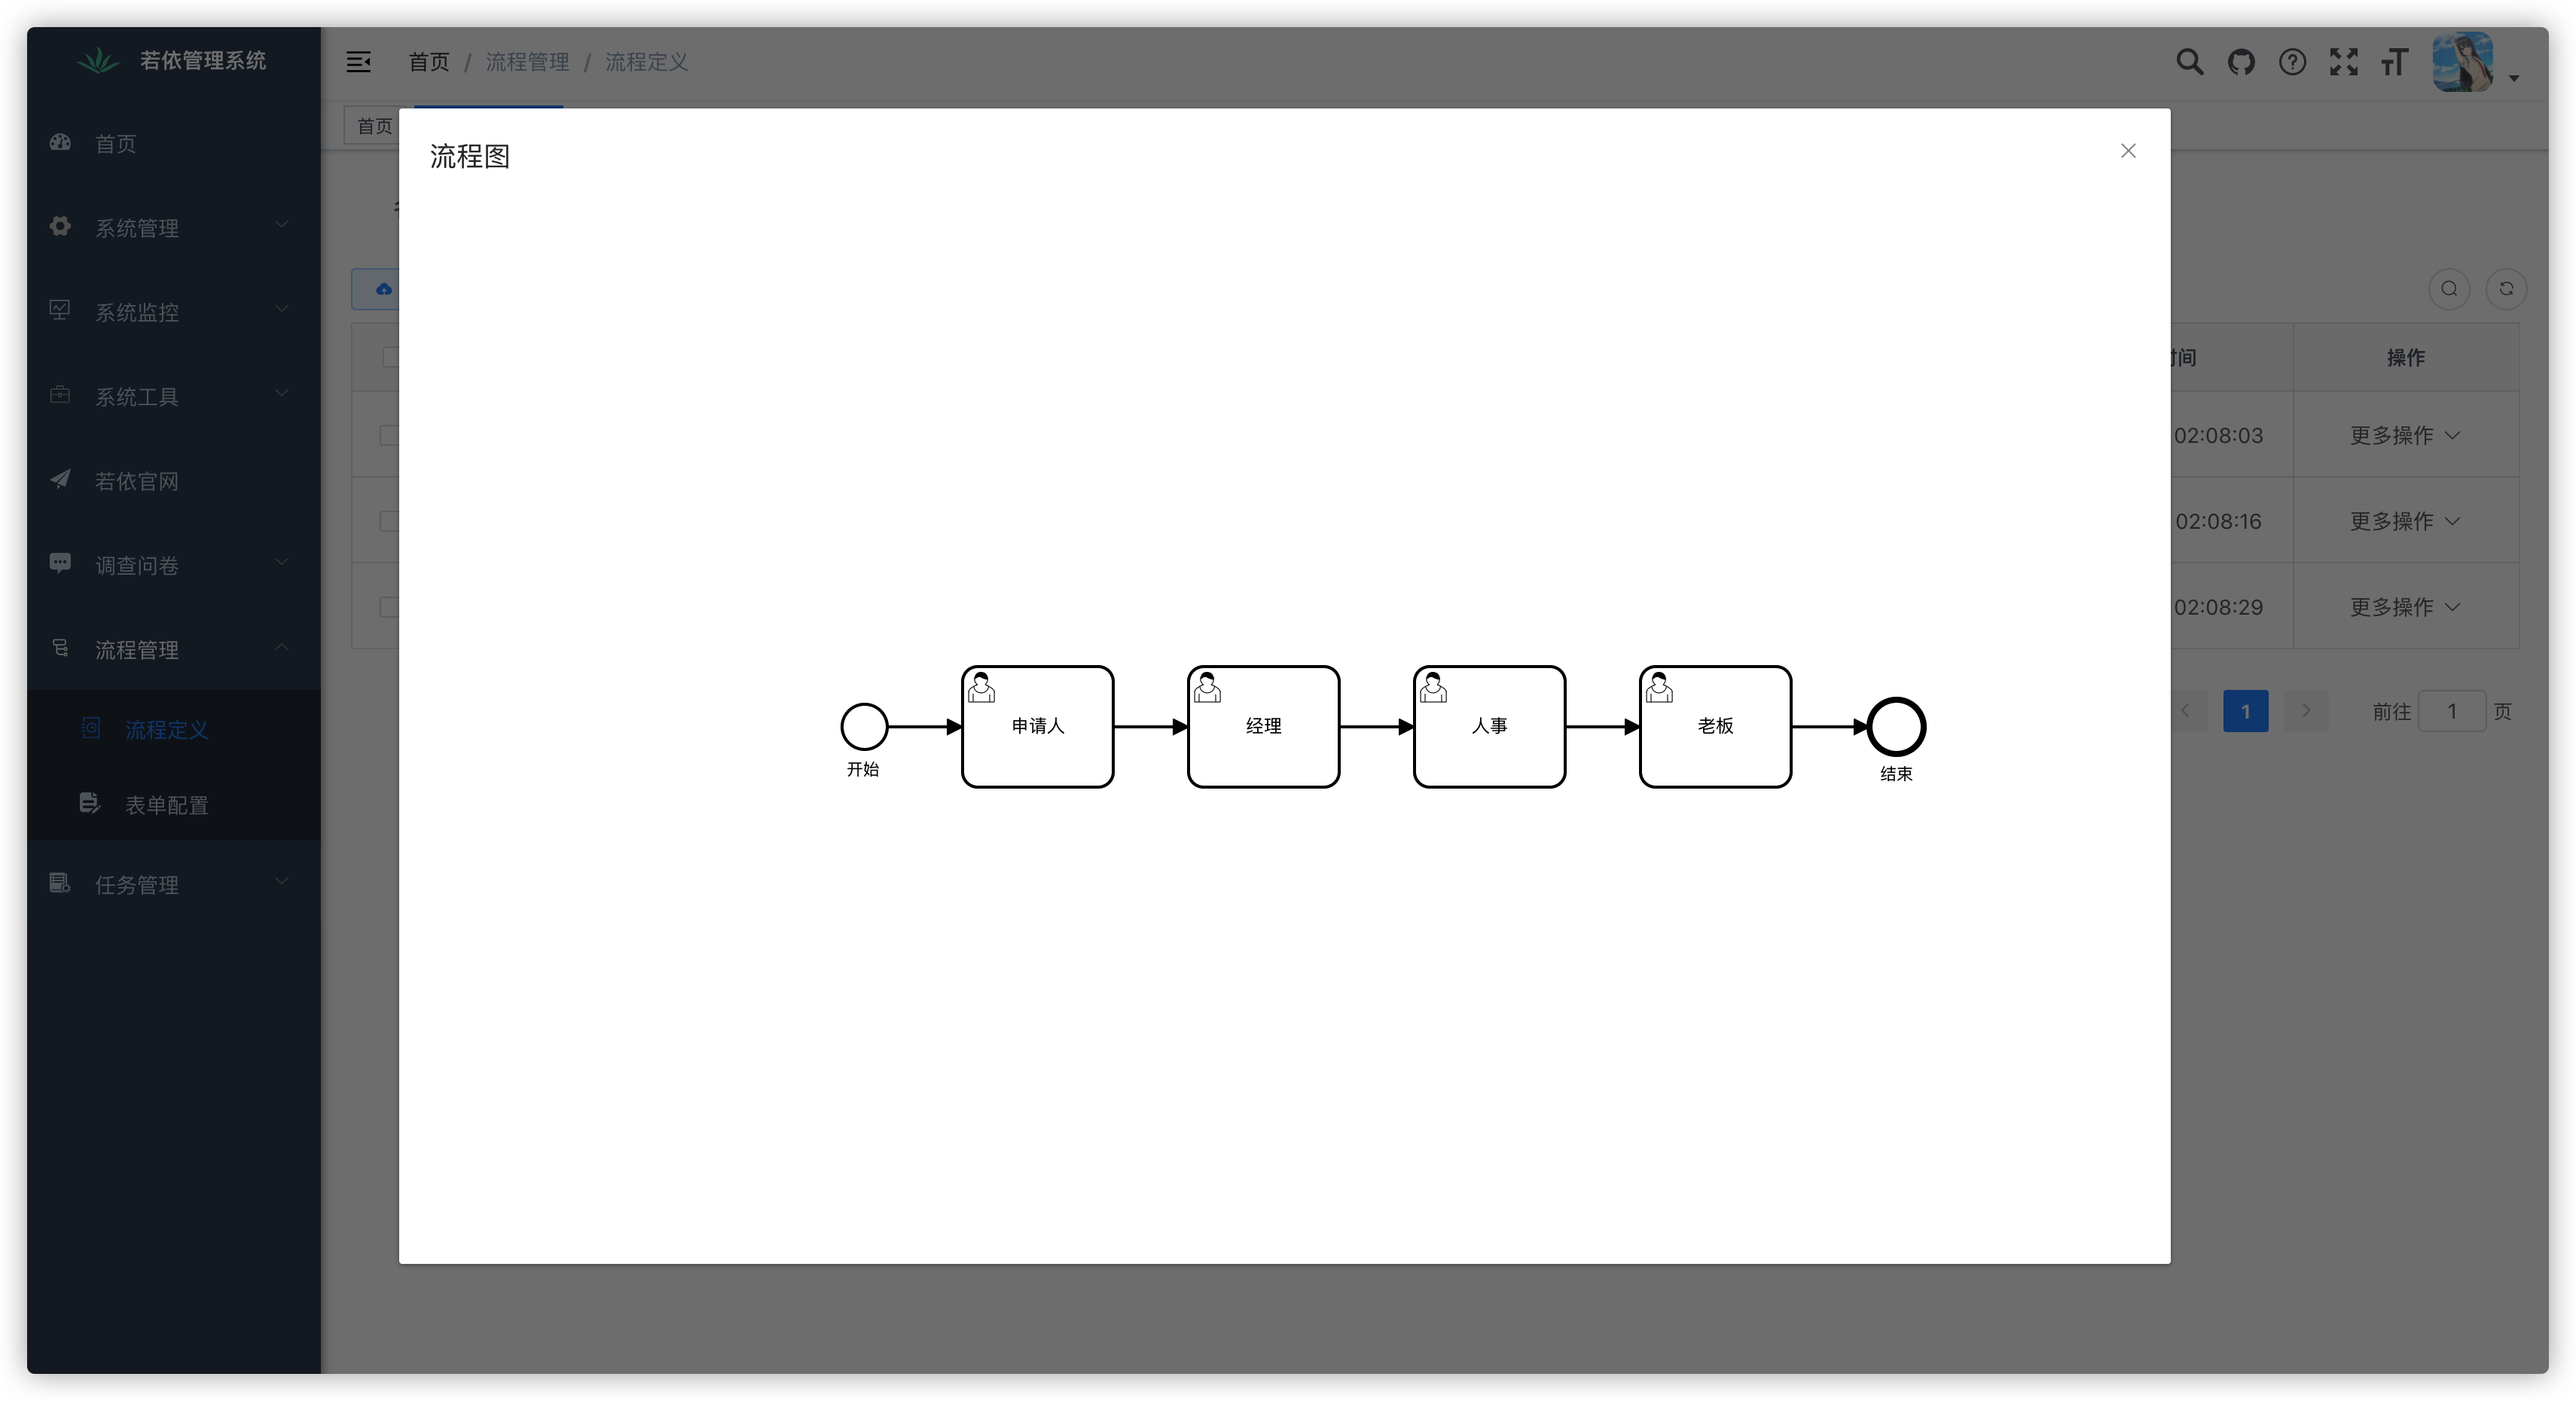 若依管理系统
首页 / 流程管理 / 流程定义
首页
系统管理
系统监控
系统工具
若依官网
调查问卷
流程管理
流程定义
表单配置
任务管理
首页
流程图
开始
申请人
经理
人事
老板
结束
间
操作
02:08:03
更多操作
02:08:16
更多操作
02:08:29
更多操作
1
前往 1 页